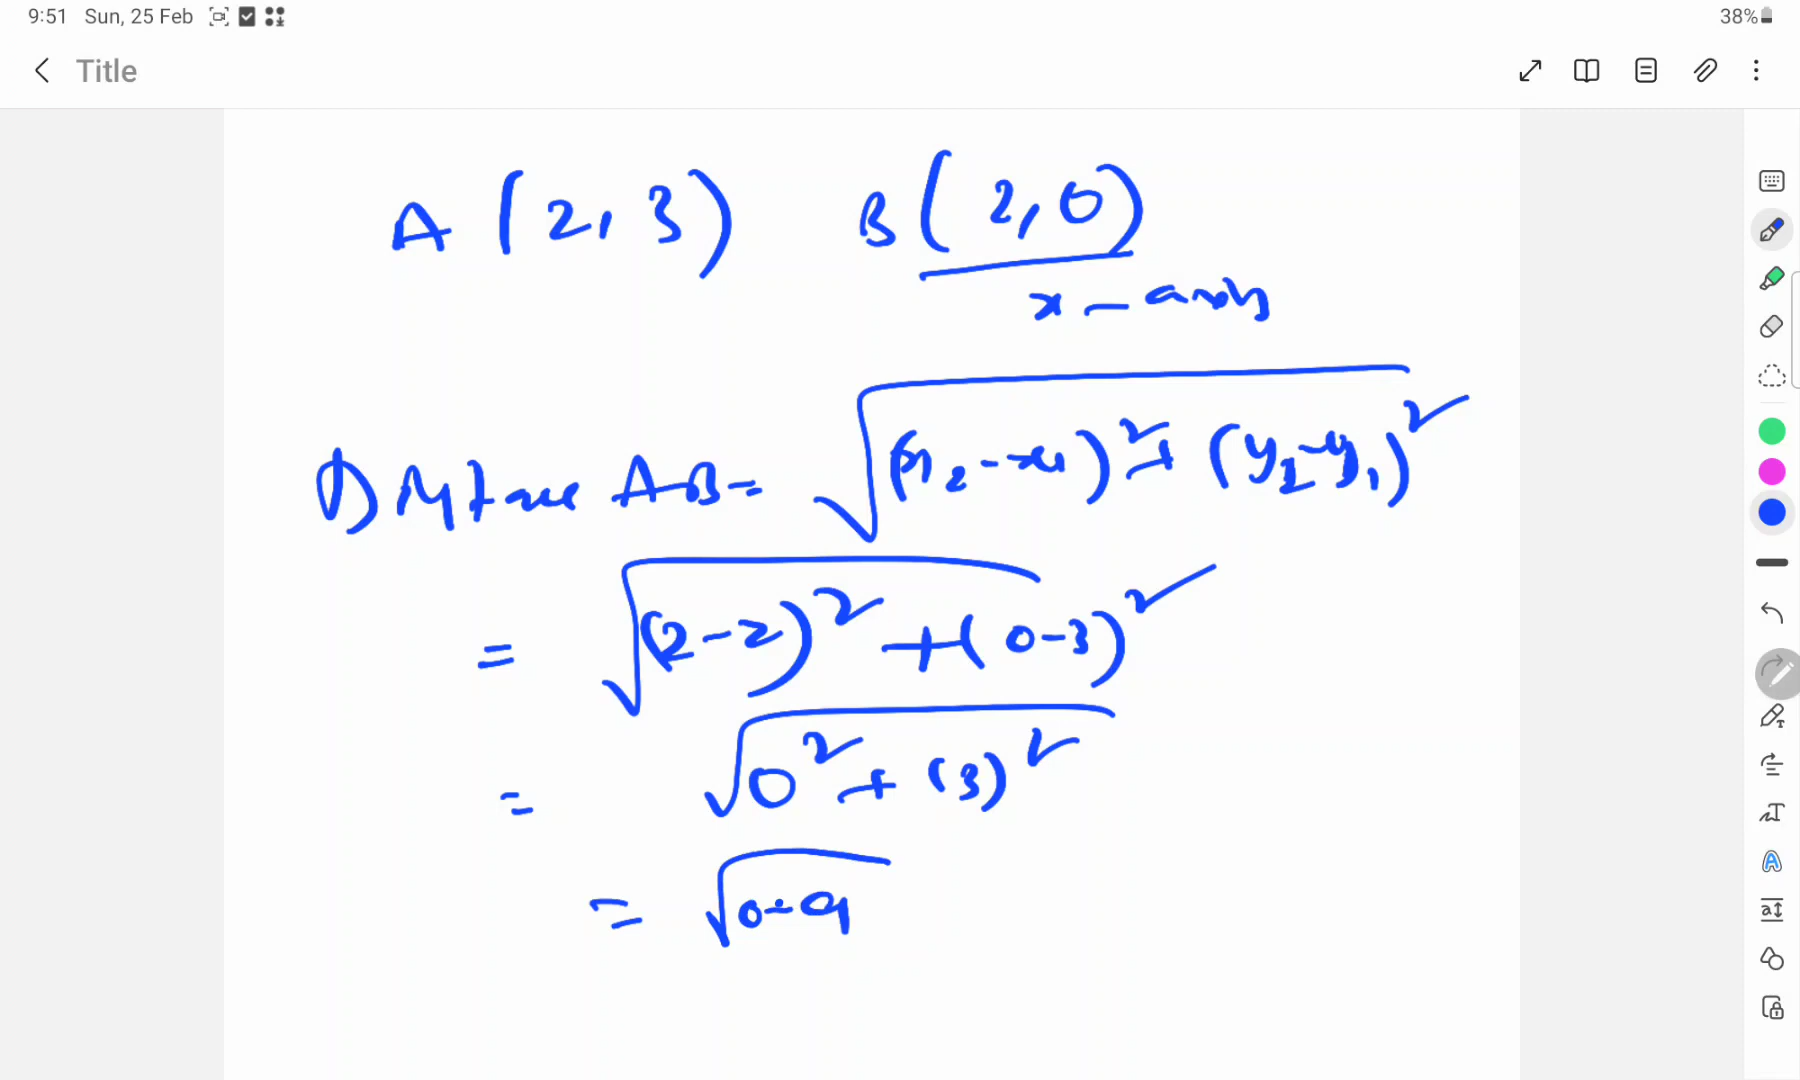 9:51 Sun, 25 Feb 38%
Title
A (2, 3) B (2, 0)
x - axis
1) Distance AB = √(x₂-x₁)² + (y₂-y₁)²
= √(2-2)² + (0-3)²
= √0² + (3)²
= √0+9